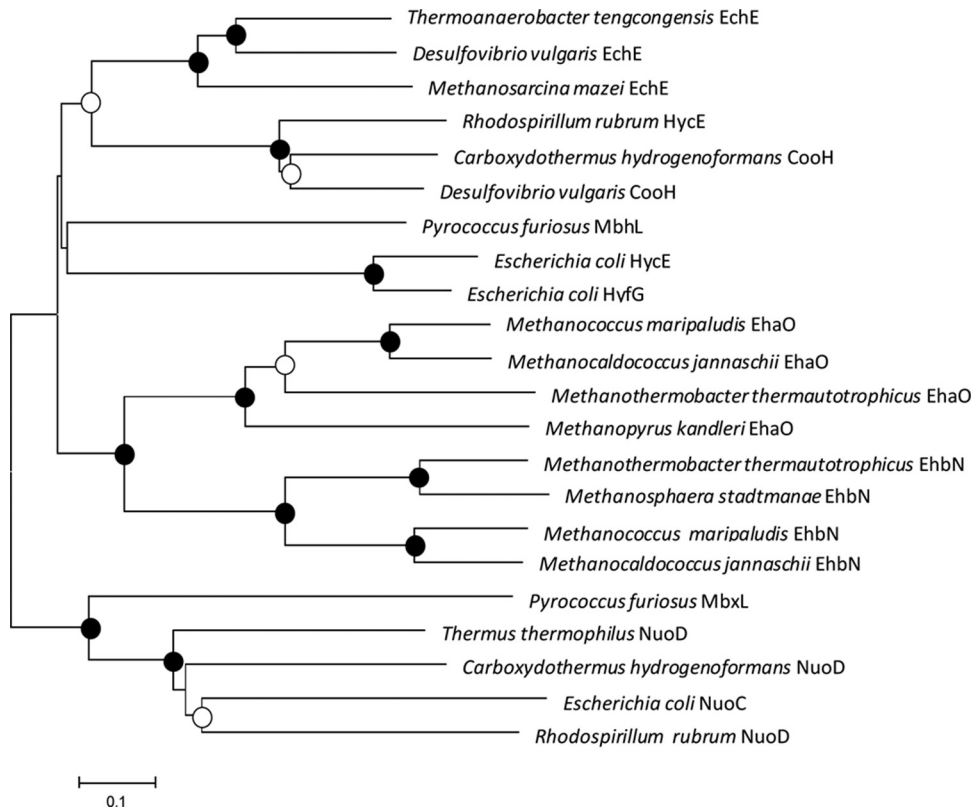 Thermoanaerobacter tengcongensis EchE
Desulfovibrio vulgaris EchE
Methanosarcina mazei EchE
Rhodospirillum rubrum HycE
Carboxydothermus hydrogenoformans CooH
Desulfovibrio vulgaris CooH
Pyrococcus furiosus MbhL
Escherichia coli HycE
Escherichia coli HyfG
Methanococcus maripaludis EhaO
Methanocaldococcus jannaschii EhaO
Methanothermobacter thermautotrophicus EhaO
Methanopyrus kandleri EhaO
Methanothermobacter thermautotrophicus EhbN
Methanosphaera stadtmanae EhbN
Methanococcus maripaludis EhbN
Methanocaldococcus jannaschii EhbN
Pyrococcus furiosus MbxL
Thermus thermophilus NuoD
Carboxydothermus hydrogenoformans NuoD
Escherichia coli NuoC
Rhodospirillum rubrum NuoD
0.1